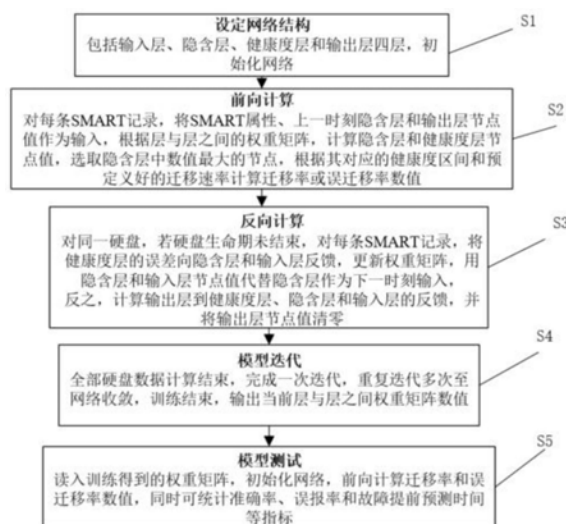 设定网络结构
包括输入层、隐含层、健康度层和输出层四层，初
始化网络
S1
前向计算
对每条SMART记录，将SMART属性、上一时刻隐含层和输出层节点
值作为输入，根据层与层之间的权重矩阵，计算隐含层和健康度层节
点值，选取隐含层中数值最大的节点，根据其对应的健康度区间和预
定义好的迁移速率计算迁移率或误迁移率数值
S2
反向计算
对同一硬盘，若硬盘生命期未结束，对每条SMART记录，将
健康度层的误差向隐含层和输入层反馈，更新权重矩阵，用
隐含层和输入层节点值代替隐含层作为下一时刻输入，
反之，计算输出层到健康度层、隐含层和输入层的反馈，并
将输出层节点值清零
S3
模型迭代
全部硬盘数据计算结束，完成一次迭代，重复迭代多次至
网络收敛，训练结束，输出当前层与层之间权重矩阵数值
S4
模型测试
读入训练得到的权重矩阵，初始化网络，前向计算迁移率和误
迁移率数值，同时可统计准确率、误报率和故障提前预测时间
等指标
S5